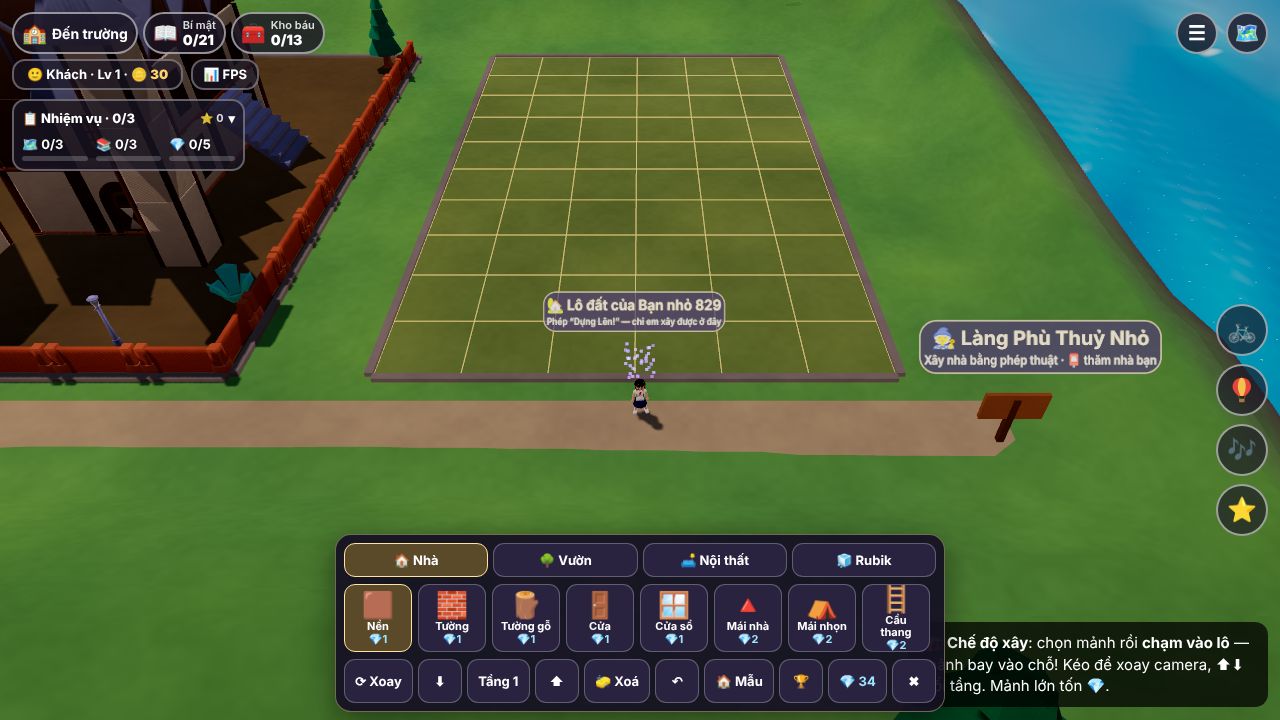 Đến trường
Bí mật
0/21
Kho báu
0/13
Khách · Lv 1 · 30
FPS
Nhiệm vụ · 0/3
0 ▾
0/3
0/3
0/5
Lô đất của Bạn nhỏ 829
Phép “Dựng Lên!” — chỉ em xây được ở đây
Làng Phù Thuỷ Nhỏ
Xây nhà bằng phép thuật · thăm nhà bạn
Nhà
Vườn
Nội thất
Rubik
Nền
1
Tường
1
Tường gỗ
1
Cửa
1
Cửa sổ
1
Mái nhà
2
Mái nhọn
2
Cầu
thang
2
⟳ Xoay
⬇
Tầng 1
⬆
Xoá
↶
Mẫu
34
✖
Chế độ xây: chọn mảnh rồi chạm vào lô —
bay vào chỗ! Kéo để xoay camera, ⬆⬇
tầng. Mảnh lớn tốn 💎.